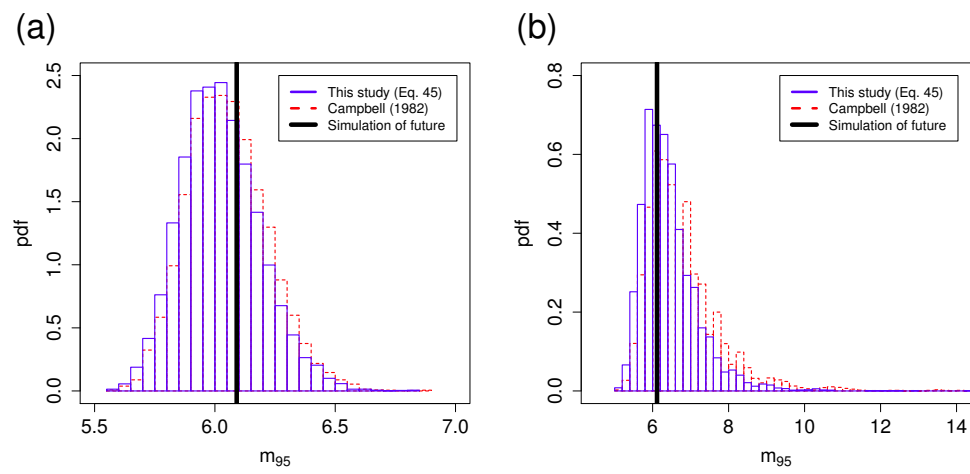 (a)
This study (Eq. 45)
Campbell (1982)
Simulation of future
pdf
0.0
0.5
1.0
1.5
2.0
2.5
5.5 6.0 6.5 7.0
m95
(b)
This study (Eq. 45)
Campbell (1982)
Simulation of future
pdf
0.0
0.2
0.4
0.6
0.8
6 8 10 12 14
m95